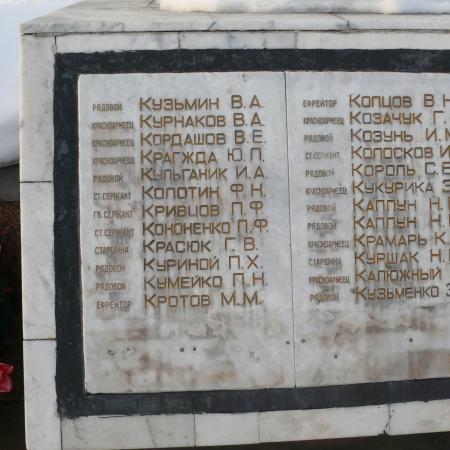 РЯДОВОЙ КУЗЬМИН В.А.
КРАСНОАРМЕЕЦ КУРНАКОВ В.А.
КРАСНОАРМЕЕЦ КОРДАШОВ В.Е.
КРАСНОАРМЕЕЦ КРАГЖДА Ю.Л.
РЯДОВОЙ КУЛЬГАНИК И.А.
СТ. СЕРЖАНТ КОЛОТИН Ф.Н.
ГВ. СЕРЖАНТ КРИВЦОВ П.Ф.
СТ. СЕРЖАНТ КОНОНЕНКО П.Ф.
СТАРШИНА КРАСЮК Г.В.
РЯДОВОЙ КУРИНОЙ П.Х.
РЯДОВОЙ КУМЕЙКО П.Н.
ЕФРЕЙТОР КРОТОВ М.М.
ЕФРЕЙТОР КОПЦОВ В.Н
КРАСНОАРМЕЕЦ КОЗАЧУК Г.
РЯДОВОЙ КОЗУНЬ И.М
СТ. СЕРЖАНТ КОЛОСКОВ И
РЯДОВОЙ КОРОЛЬ С.Е
КРАСНОАРМЕЕЦ КУКУРИКА З
РЯДОВОЙ КАПЛУН Н.
РЯДОВОЙ КАПЛУН Н.
КРАСНОАРМЕЕЦ КРАМАРЬ К.
СТАРШИНА КУРШАК Н.
КРАСНОАРМЕЕЦ КАЛЮЖНЫЙ
РЯДОВОЙ КУЗЬМЕНКО